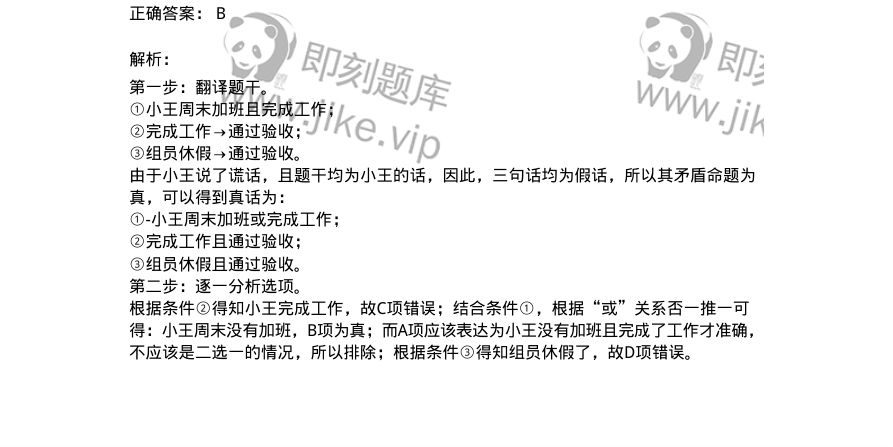 正确答案： B
解析：
第一步：翻译题干。
①小王周末加班且完成工作；
②完成工作→通过验收；
③组员休假→通过验收。
由于小王说了谎话，且题干均为小王的话，因此，三句话均为假话，所以其矛盾命题为
真，可以得到真话为：
①-小王周末加班或完成工作；
②完成工作且通过验收；
③组员休假且通过验收。
第二步：逐一分析选项。
根据条件②得知小王完成工作，故C项错误；结合条件①，根据“或”关系否一推一可
得：小王周末没有加班，B项为真；而A项应该表达为小王没有加班且完成了工作才准确，
不应该是二选一的情况，所以排除；根据条件③得知组员休假了，故D项错误。
即刻题库
www.jike.vip
即刻
www.jik